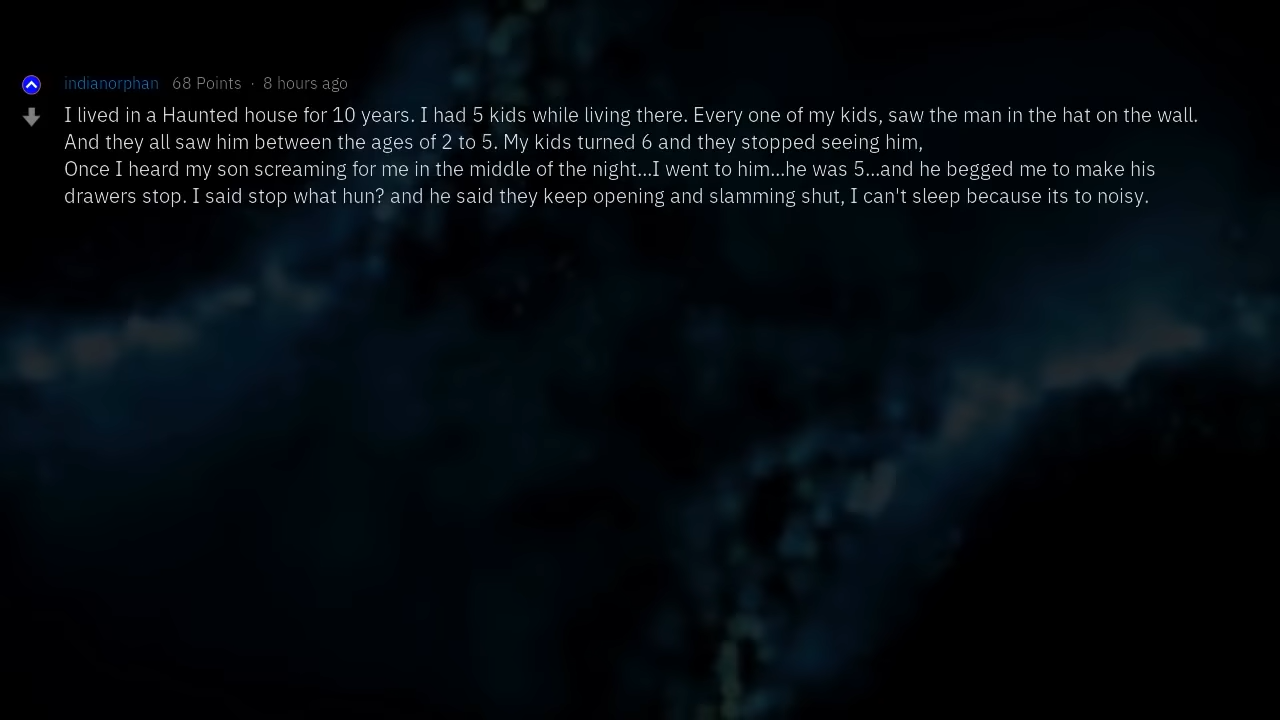 indianorphan 68 Points · 8 hours ago
I lived in a Haunted house for 10 years. I had 5 kids while living there. Every one of my kids, saw the man in the hat on the wall.
And they all saw him between the ages of 2 to 5. My kids turned 6 and they stopped seeing him,
Once I heard my son screaming for me in the middle of the night...I went to him...he was 5...and he begged me to make his
drawers stop. I said stop what hun? and he said they keep opening and slamming shut, I can't sleep because its to noisy.